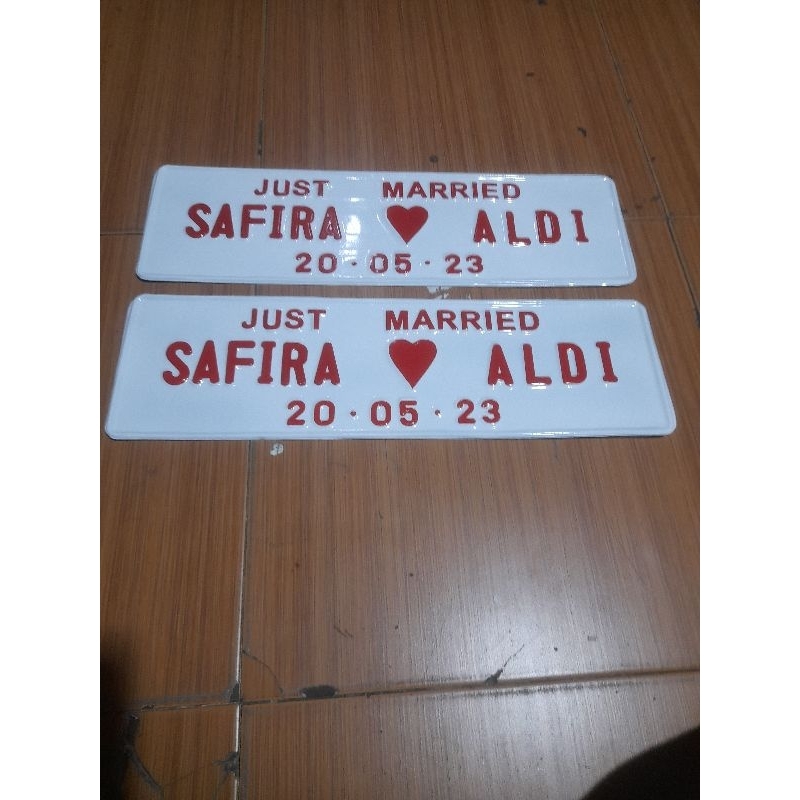 JUST MARRIED
SAFIRA ♥ ALDI
20·05·23
JUST MARRIED
SAFIRA ♥ ALDI
20·05·23